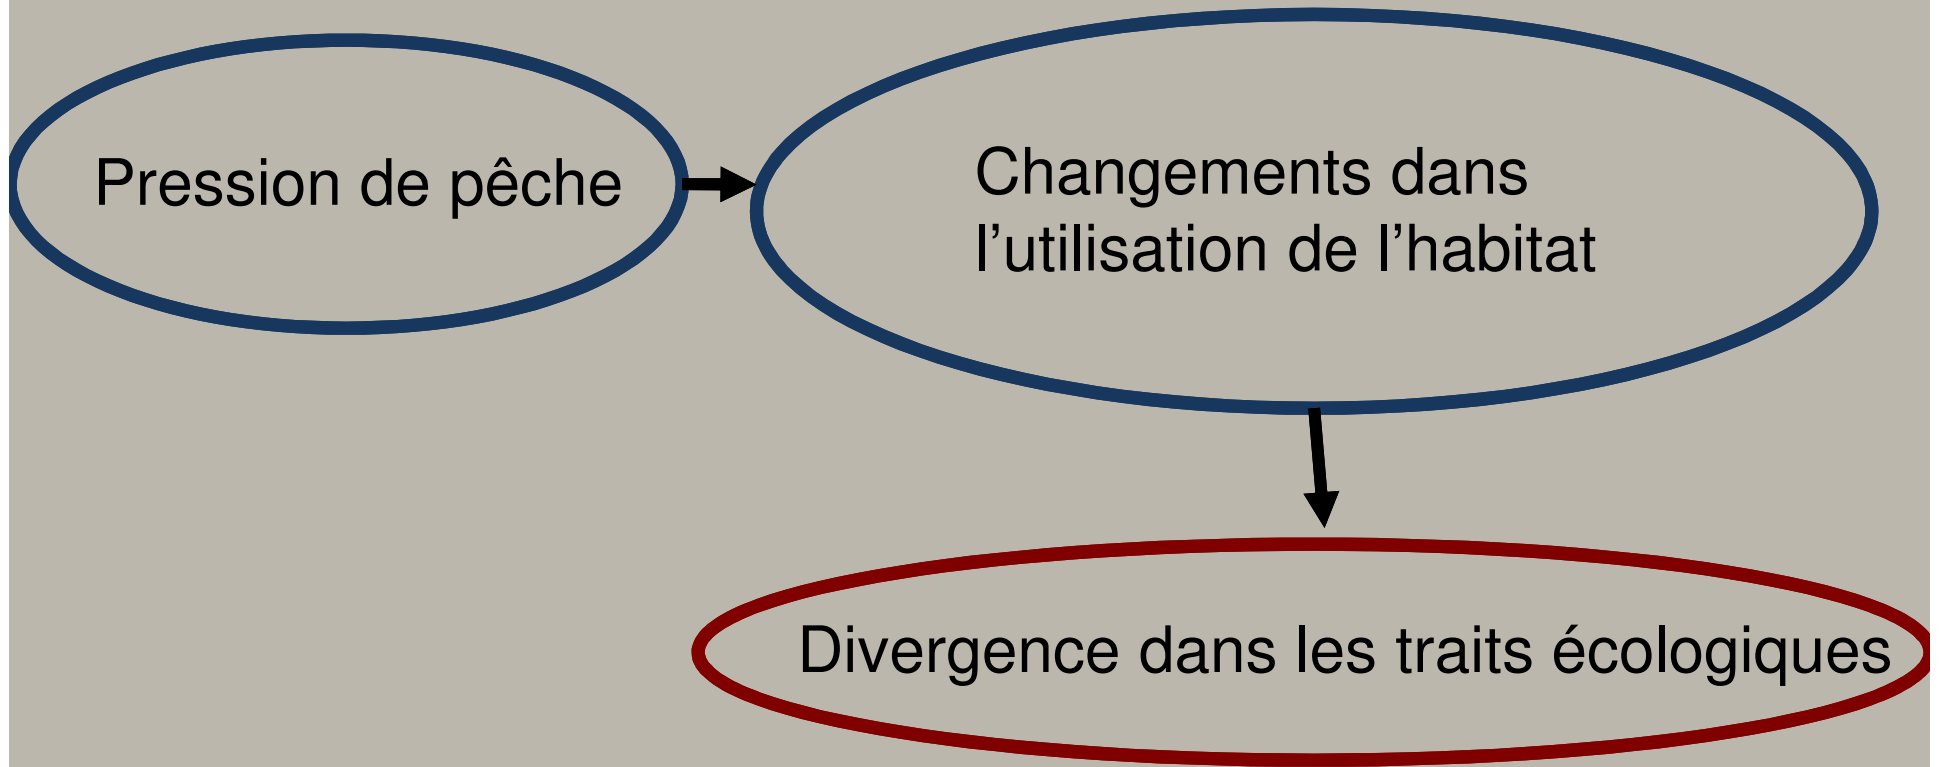 Pression de pêche
Changements dans
l’utilisation de l’habitat
Divergence dans les traits écologiques